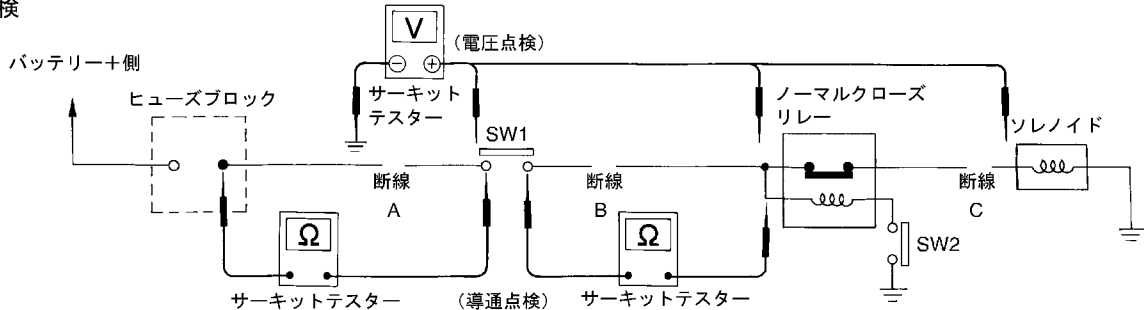 検
V
(電圧点検)
バッテリー+側
ヒューズブロック
サーキット
テスター
SW1
ノーマルクローズ
リレー
ソレノイド
断線
A
断線
B
断線
C
Ω
Ω
SW2
サーキットテスター
(導通点検)
サーキットテスター